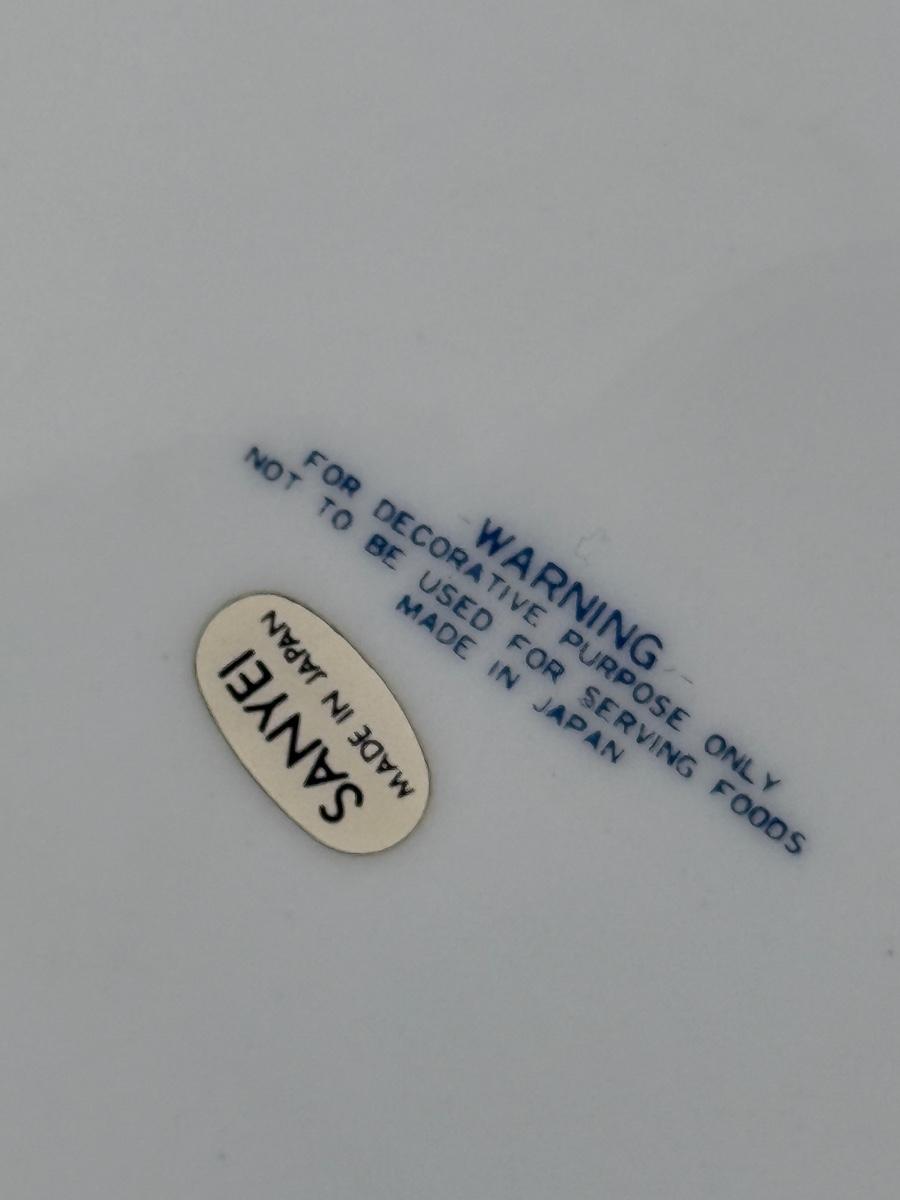 WARNING
FOR DECORATIVE PURPOSE ONLY
NOT TO BE USED FOR SERVING FOODS
MADE IN JAPAN
SANYEI
MADE IN JAPAN